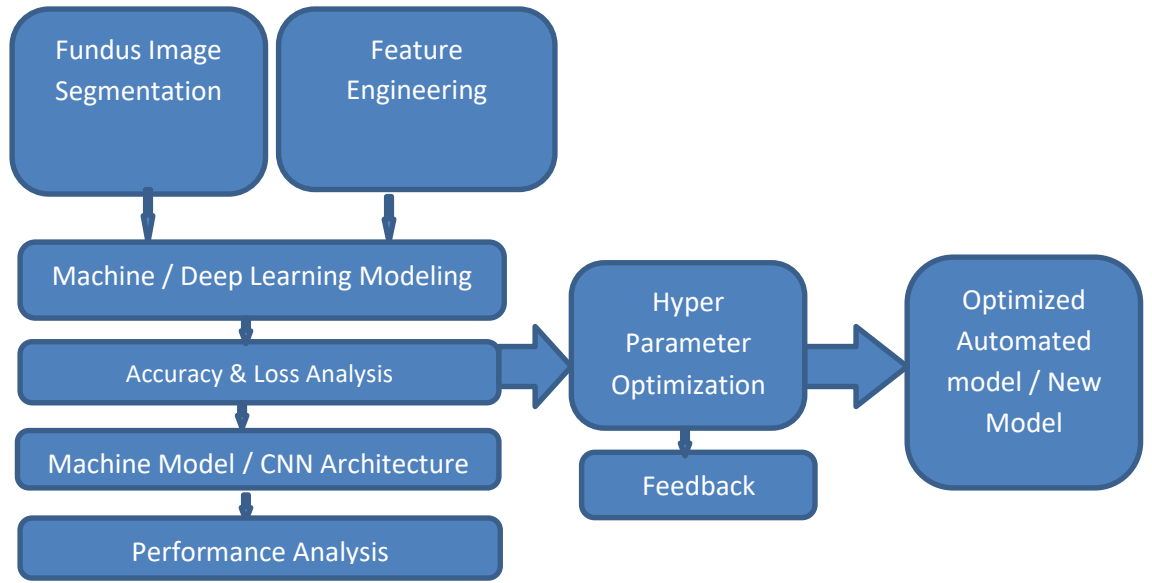 Fundus Image
Segmentation
Feature
Engineering
Machine / Deep Learning Modeling
Accuracy & Loss Analysis
Machine Model / CNN Architecture
Performance Analysis
Hyper
Parameter
Optimization
Feedback
Optimized
Automated
model / New
Model